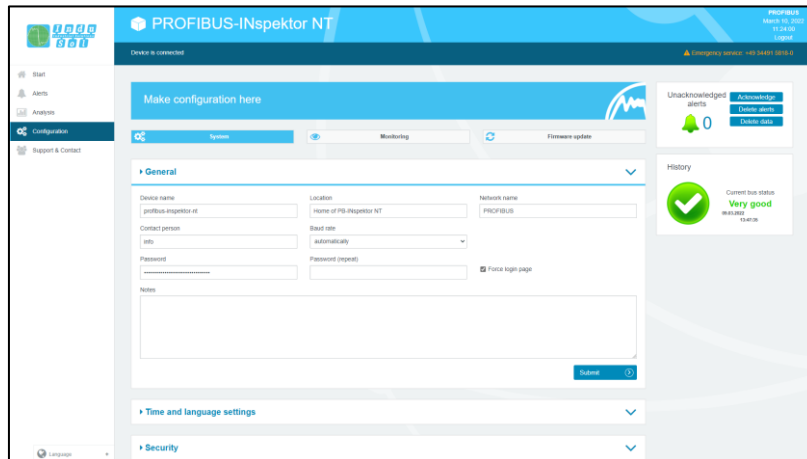 indu
Sol
PROFIBUS-INspektor NT
PROFIBUS
March 10, 2022
11:24:00
Logout
Device is connected
Emergency service: +49 34491 5818-0
Start
Alerts
Analysis
Configuration
Support & Contact
Language
Make configuration here
System
Monitoring
Firmware update
General
Device name
Location
Network name
profibus-inspektor-nt
Home of PB-INspektor NT
PROFIBUS
Contact person
Baud rate
info
automatically
Password
Password (repeat)
Force login page
Notes
Submit
Time and language settings
Security
Unacknowledged
alerts
0
Acknowledge
Delete alerts
Delete data
History
Current bus status
Very good